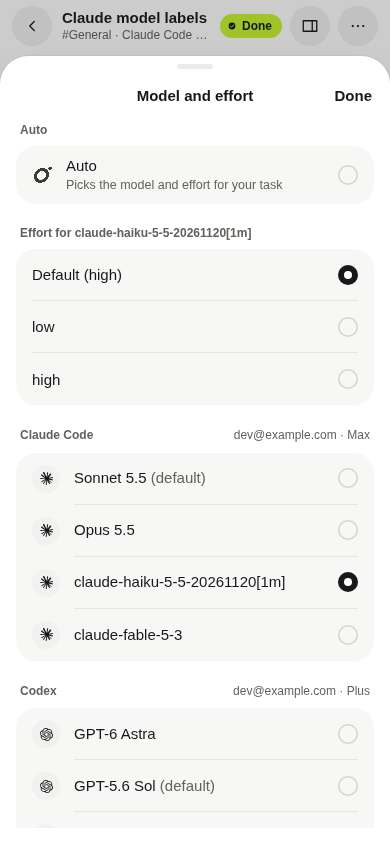 Claude model labels
#General · Claude Code …
Done
Model and effort
Done
Auto
Auto
Picks the model and effort for your task
Effort for claude-haiku-5-5-20261120[1m]
Default (high)
low
high
Claude Code
dev@example.com · Max
Sonnet 5.5 (default)
Opus 5.5
claude-haiku-5-5-20261120[1m]
claude-fable-5-3
Codex
dev@example.com · Plus
GPT-6 Astra
GPT-5.6 Sol (default)